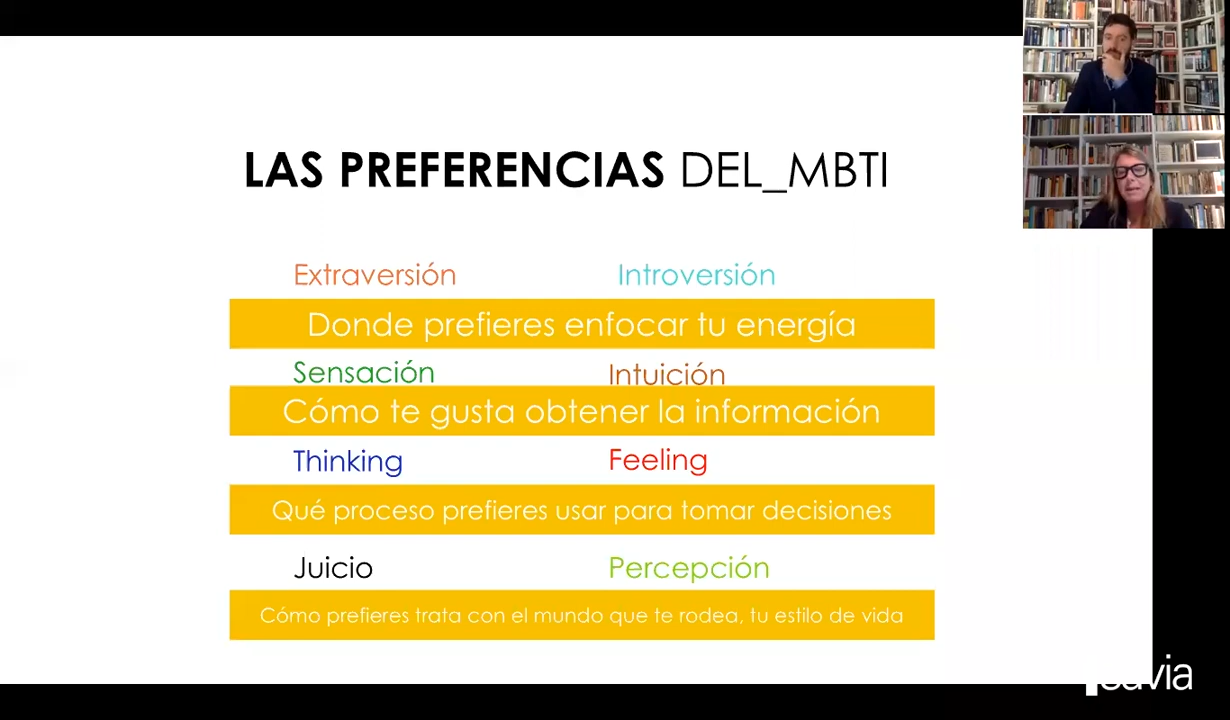 LAS PREFERENCIAS DEL_MBTI
Extraversión Introversión
Donde prefieres enfocar tu energía
Sensación Intuición
Cómo te gusta obtener la información
Thinking Feeling
Qué proceso prefieres usar para tomar decisiones
Juicio Percepción
Cómo prefieres trata con el mundo que te rodea, tu estilo de vida